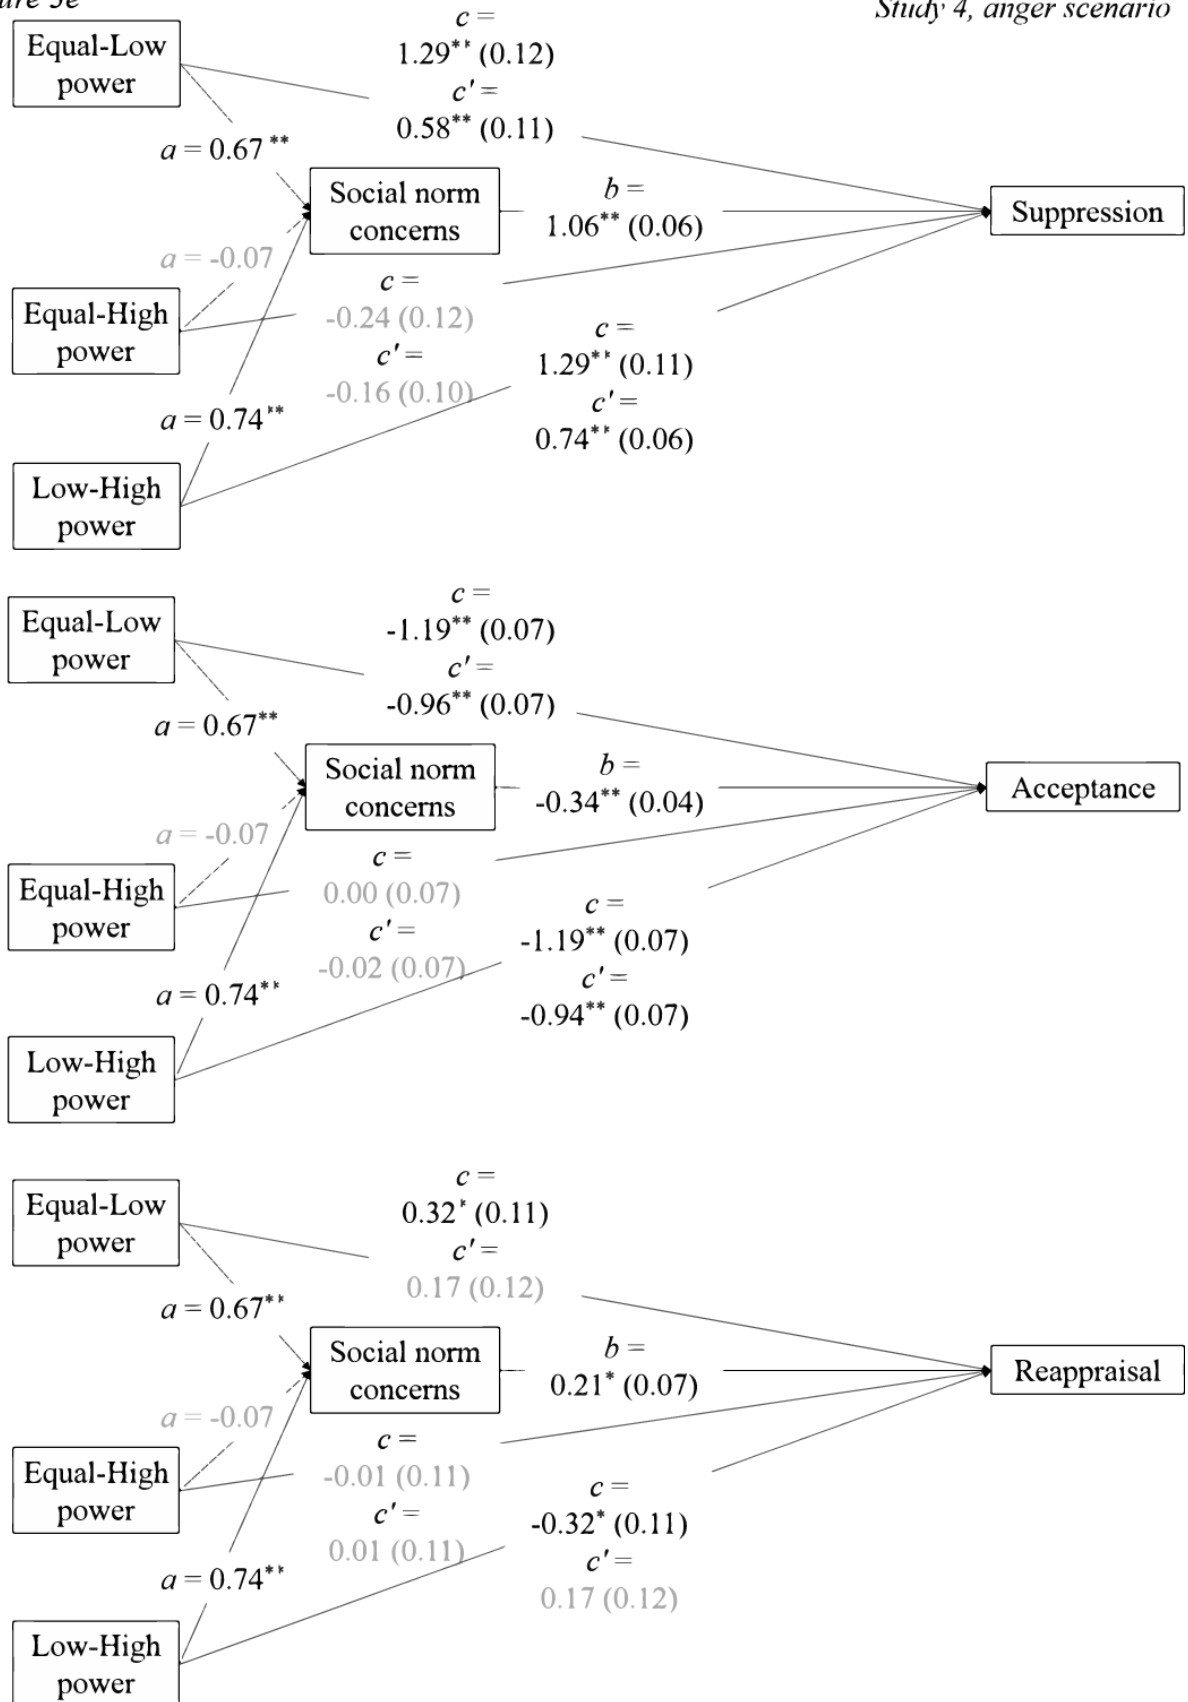 ure 3e
Study 4, anger scenario
Equal-Low
power
c =
1.29** (0.12)
c' =
0.58** (0.11)
a = 0.67 **
Social norm
concerns
b =
1.06** (0.06)
Suppression
a = -0.07
Equal-High
power
c =
-0.24 (0.12)
c' =
-0.16 (0.10)
c =
1.29** (0.11)
c' =
0.74** (0.06)
a = 0.74**
Low-High
power
Equal-Low
power
c =
-1.19** (0.07)
c' =
-0.96** (0.07)
a = 0.67**
Social norm
concerns
b =
-0.34** (0.04)
Acceptance
a = -0.07
Equal-High
power
c =
0.00 (0.07)
c' =
-0.02 (0.07)
c =
-1.19** (0.07)
c' =
-0.94** (0.07)
a = 0.74**
Low-High
power
Equal-Low
power
c =
0.32* (0.11)
c' =
0.17 (0.12)
a = 0.67**
Social norm
concerns
b =
0.21* (0.07)
Reappraisal
a = -0.07
Equal-High
power
c =
-0.01 (0.11)
c' =
0.01 (0.11)
c =
-0.32* (0.11)
c' =
0.17 (0.12)
a = 0.74**
Low-High
power